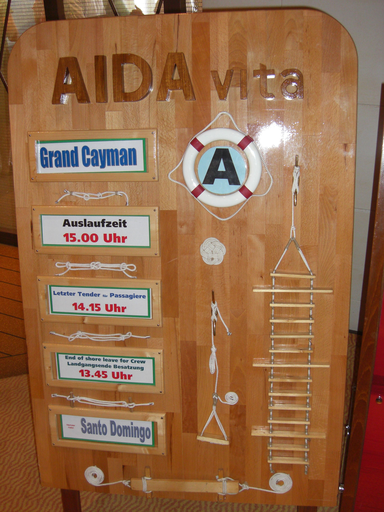 AIDA vita
Grand Cayman
A
Auslaufzeit
15.00 Uhr
Letzter Tender für Passagiere
14.15 Uhr
End of shore leave for Crew
Landgangsende Besatzung
13.45 Uhr
Santo Domingo